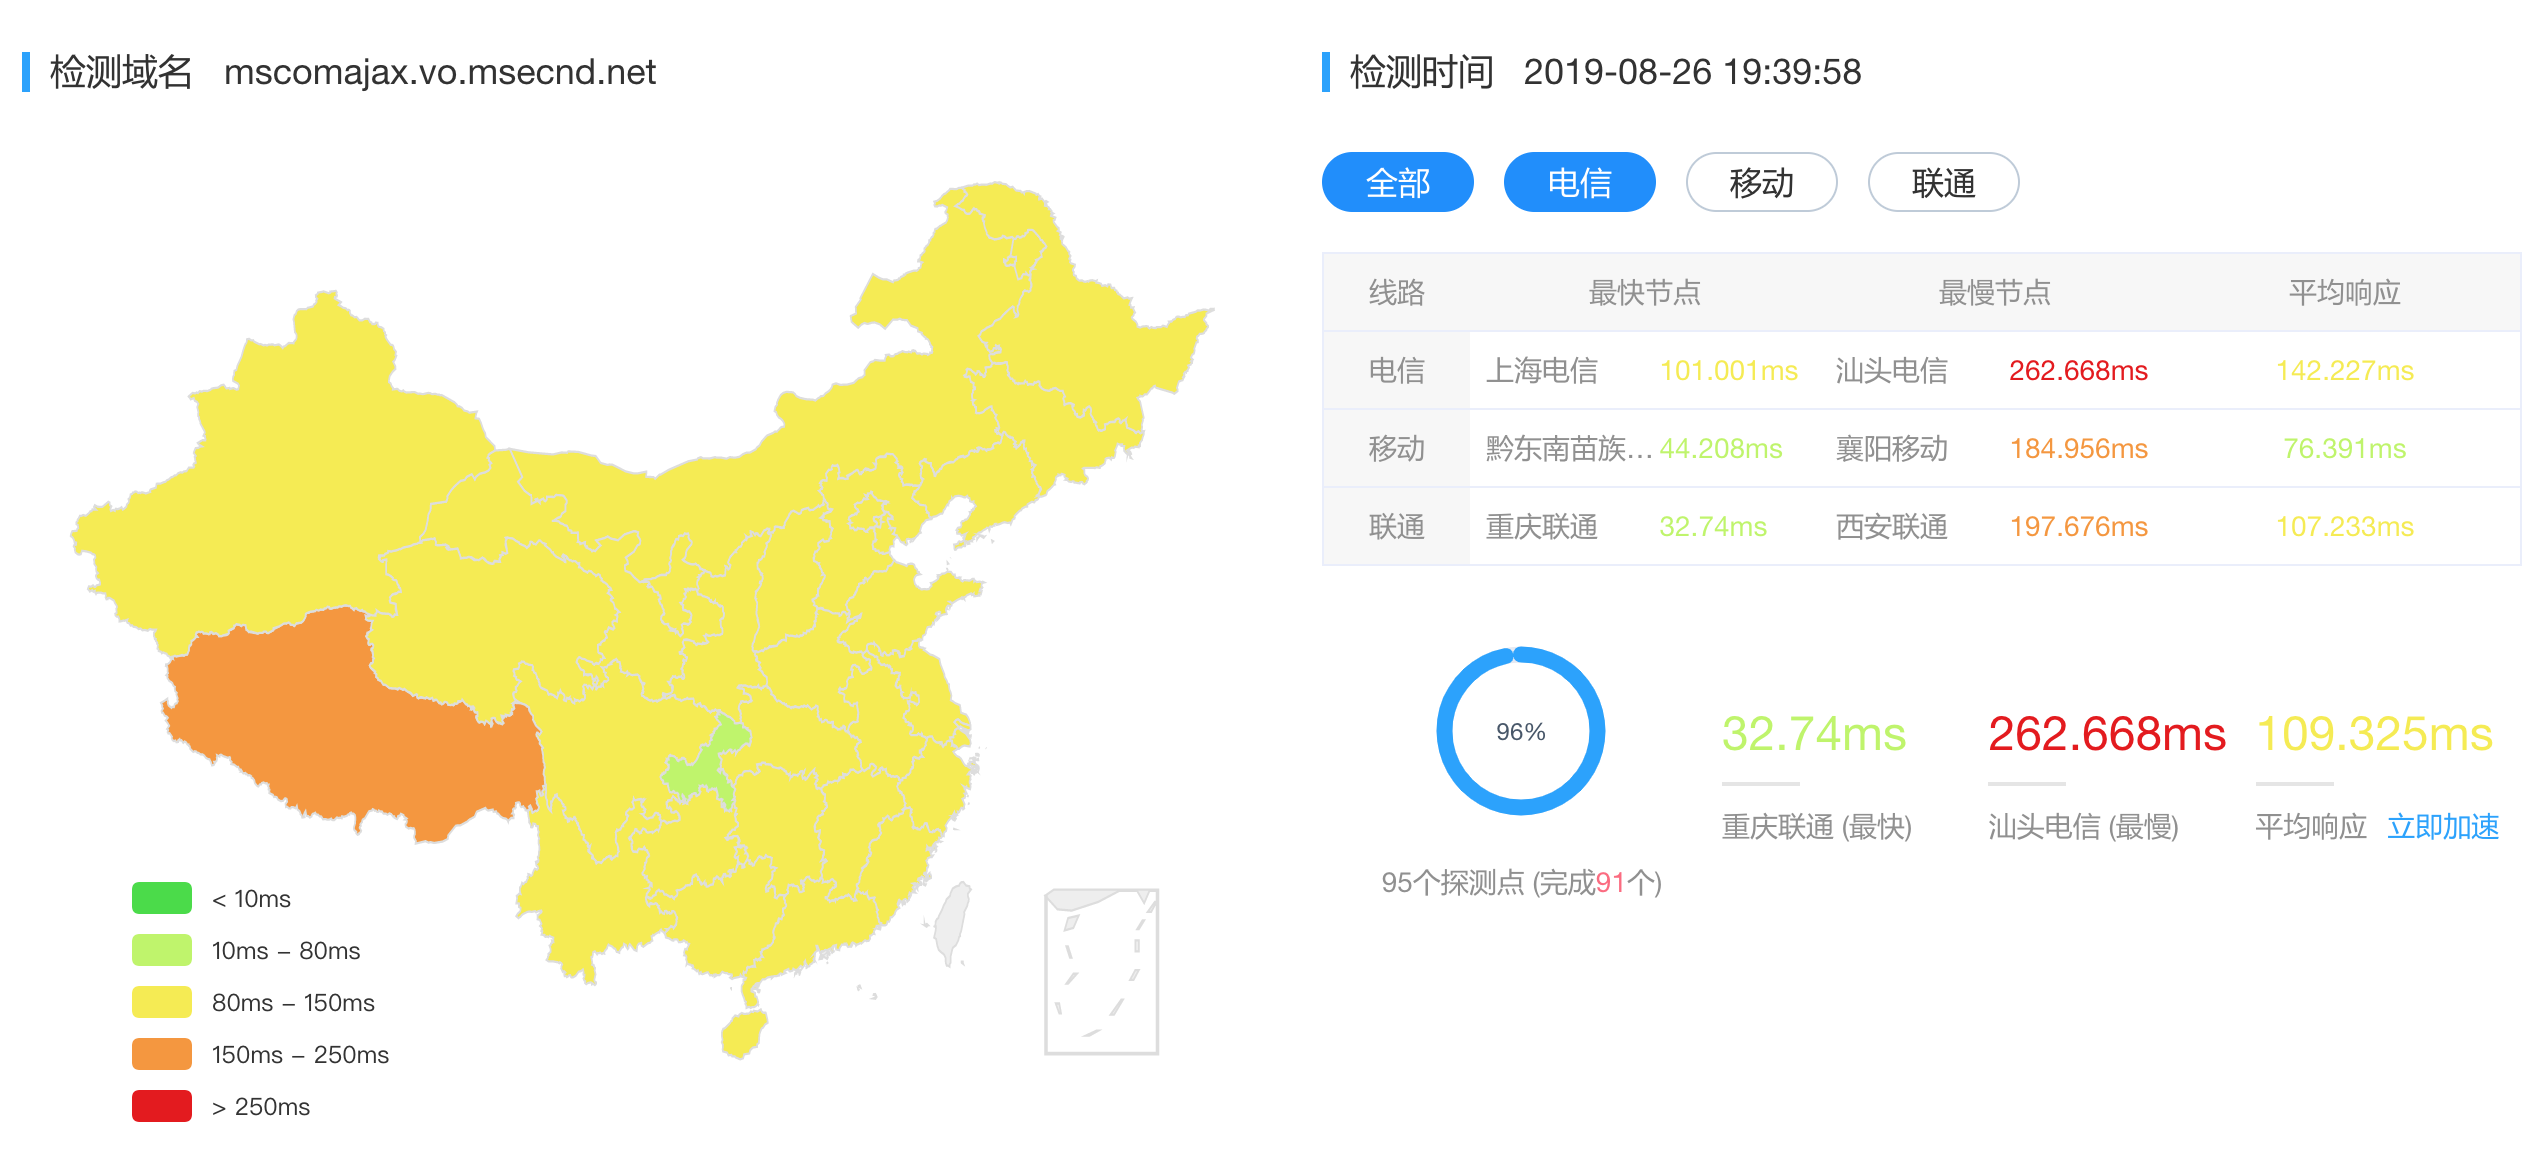 检测域名 mscomajax.vo.msecnd.net
检测时间 2019-08-26 19:39:58
全部 电信 移动 联通
线路 最快节点 最慢节点 平均响应
电信 上海电信 101.001ms 汕头电信 262.668ms 142.227ms
移动 黔东南苗族... 44.208ms 襄阳移动 184.956ms 76.391ms
联通 重庆联通 32.74ms 西安联通 197.676ms 107.233ms
96%
95个探测点 (完成91个)
32.74ms 262.668ms 109.325ms
重庆联通 (最快) 汕头电信 (最慢) 平均响应 立即加速
< 10ms
10ms – 80ms
80ms – 150ms
150ms – 250ms
> 250ms